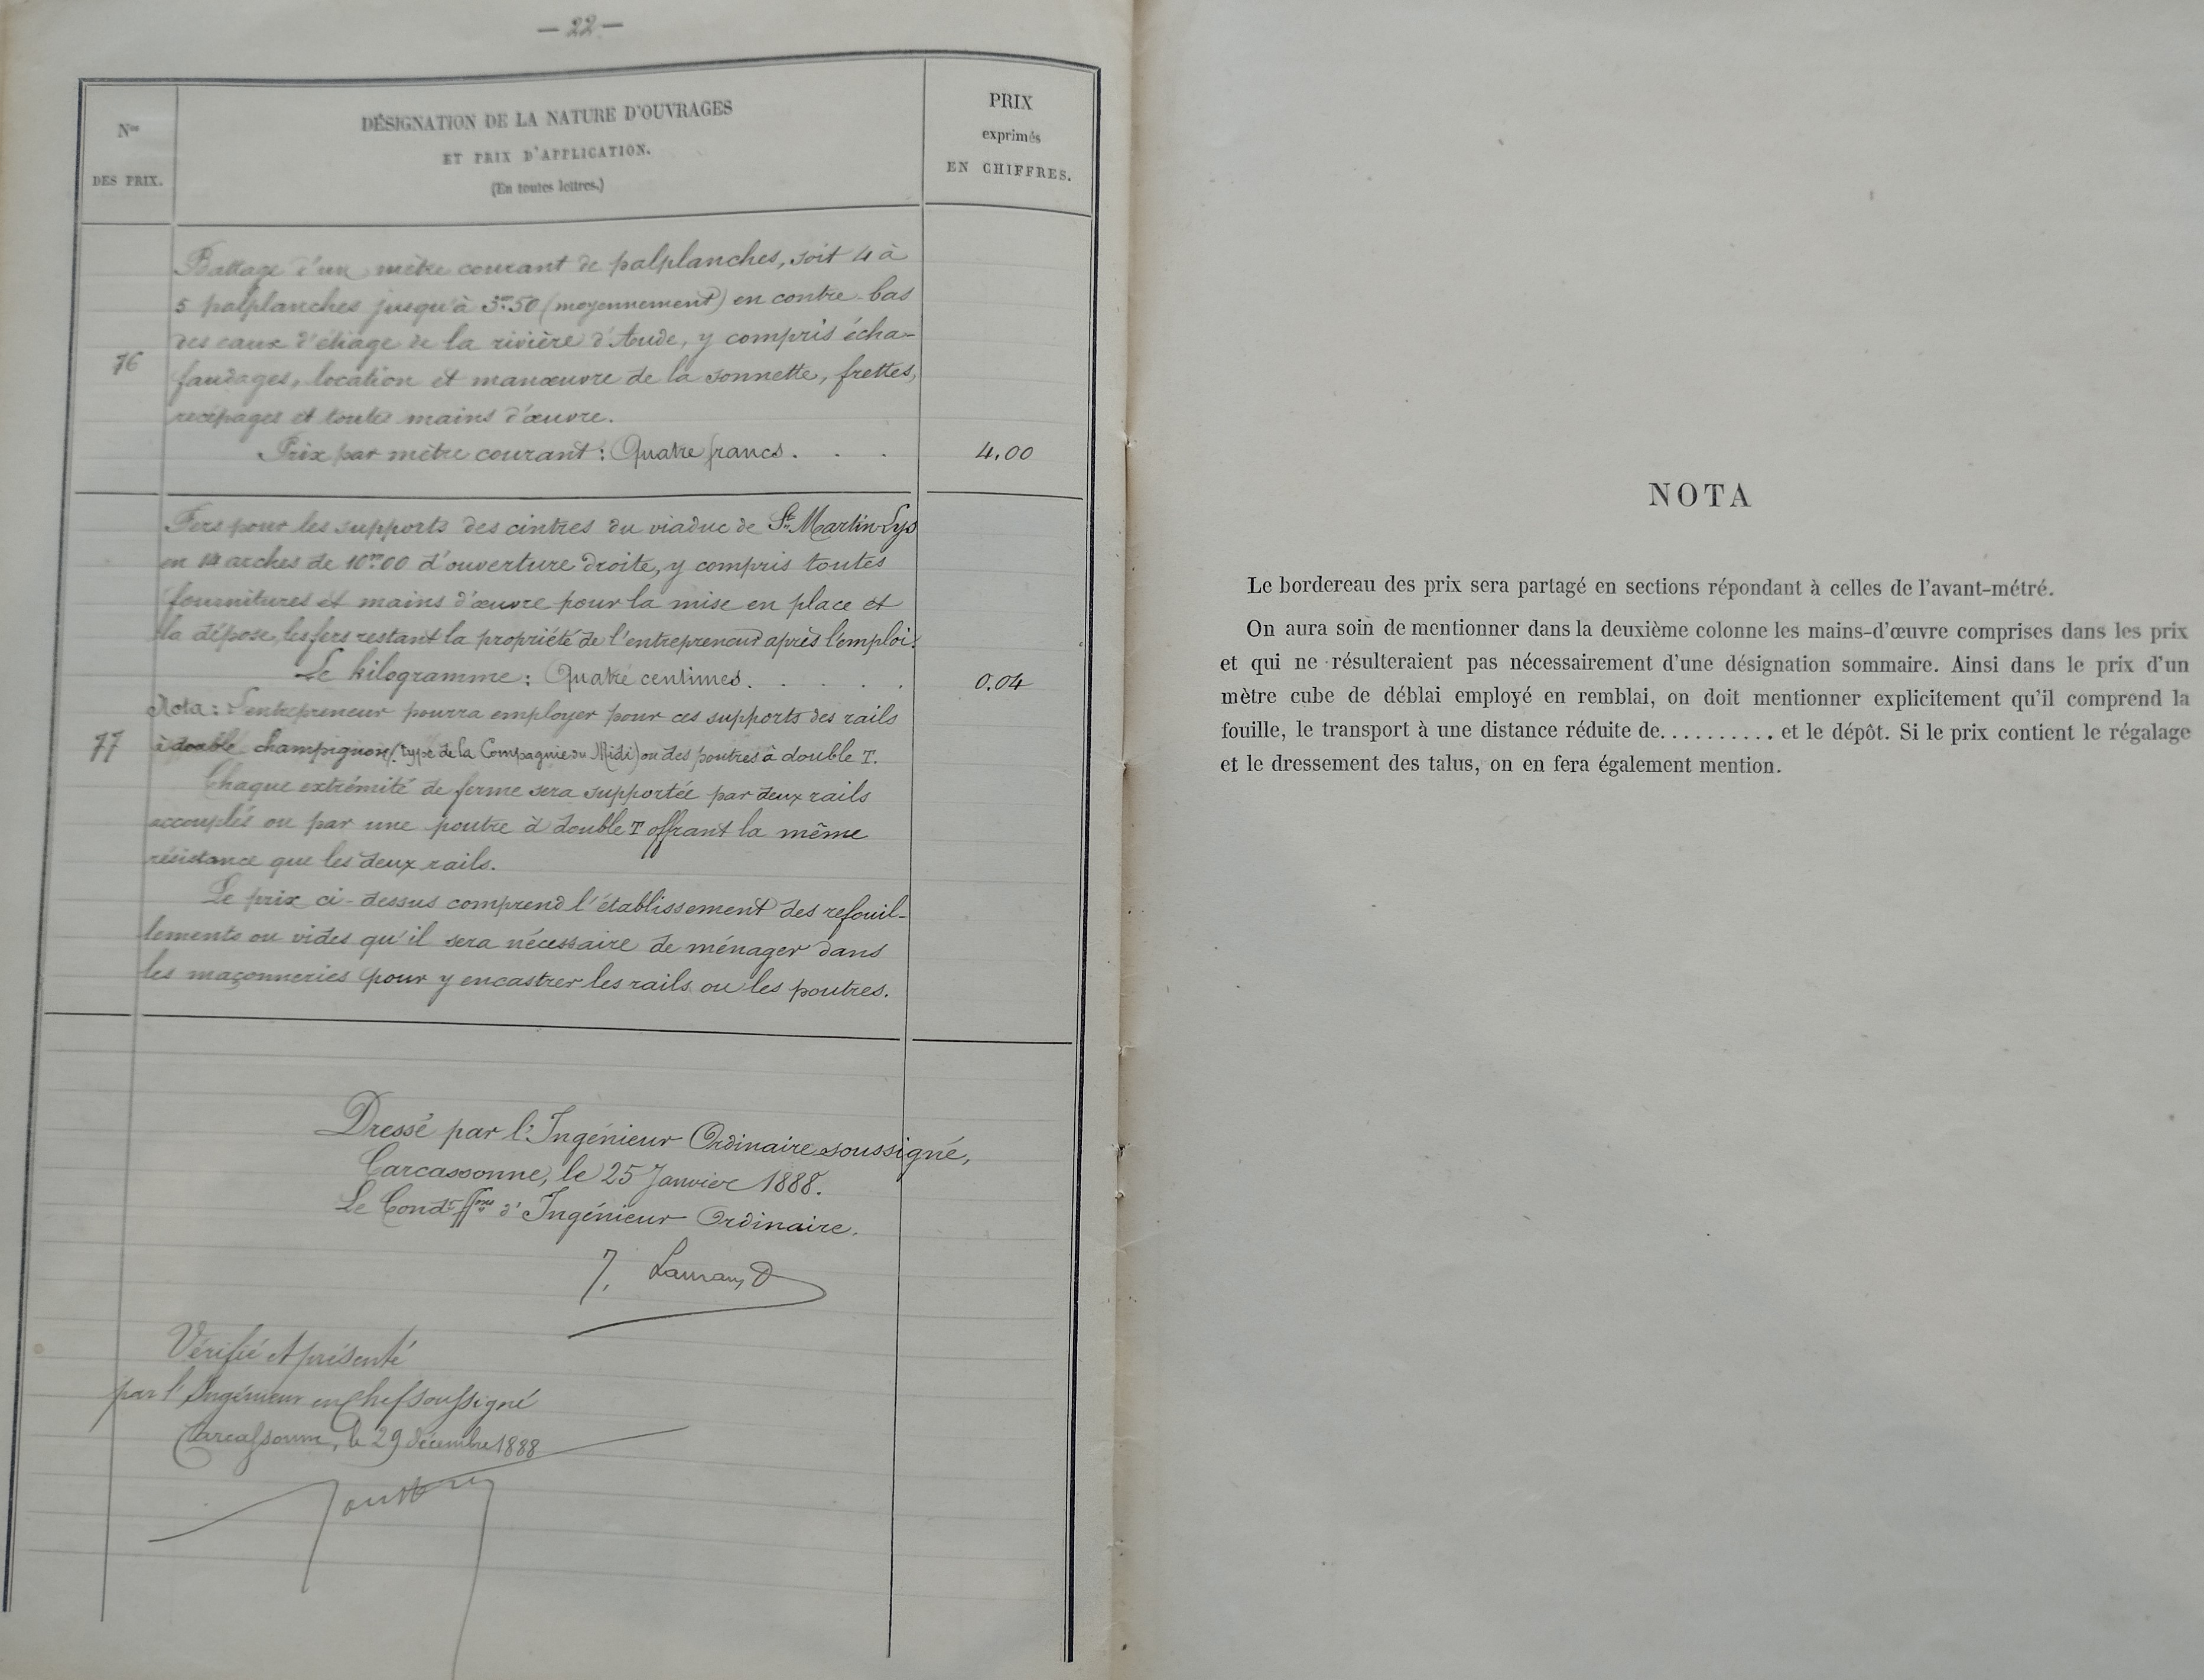 — 22 —
Nos
DES PRIX.
DÉSIGNATION DE LA NATURE D'OUVRAGES
ET PRIX D'APPLICATION.
(En toutes lettres.)
PRIX
exprimés
EN CHIFFRES.
76
Battage d'un mètre courant de palplanches, soit 4 à
5 palplanches jusqu'à 3m50 (moyennement) en contre-bas
des eaux d'étiage de la rivière d'Aude, y compris écha-
faudages, location et manœuvre de la sonnette, frettes,
recépages et toutes mains d'œuvre.
Prix par mètre courant : Quatre francs . . . 4,00
77
Fers pour les supports des cintres du viaduc de St Martin-Lys
en 14 arches de 10m00 d'ouverture droite, y compris toutes
fournitures et mains d'œuvre pour la mise en place et
la dépose, les fers restant la propriété de l'entrepreneur après l'emploi.
Le kilogramme : Quatre centimes . . . . . 0.04
Nota : L'entrepreneur pourra employer pour ces supports des rails
à double champignon (type de la Compagnie du Midi) ou des poutres à double T.
Chaque extrémité de ferme sera supportée par deux rails
accouplés ou par une poutre à double T offrant la même
résistance que les deux rails.
Le prix ci-dessus comprend l'établissement des refouil-
lements ou vides qu'il sera nécessaire de ménager dans
les maçonneries pour y encastrer les rails ou les poutres.
Dressé par l'Ingénieur Ordinaire soussigné,
Carcassonne, le 25 Janvier 1888.
Le Condr ffons d'Ingénieur Ordinaire.
J. Lauraud
Vérifié et présenté
par l'Ingénieur en Chef soussigné
Carcassonne, le 29 décembre 1888
NOTA
Le bordereau des prix sera partagé en sections répondant à celles de l'avant-métré.
On aura soin de mentionner dans la deuxième colonne les mains-d'œuvre comprises dans les prix
et qui ne résulteraient pas nécessairement d'une désignation sommaire. Ainsi dans le prix d'un
mètre cube de déblai employé en remblai, on doit mentionner explicitement qu'il comprend la
fouille, le transport à une distance réduite de.......... et le dépôt. Si le prix contient le régalage
et le dressement des talus, on en fera également mention.